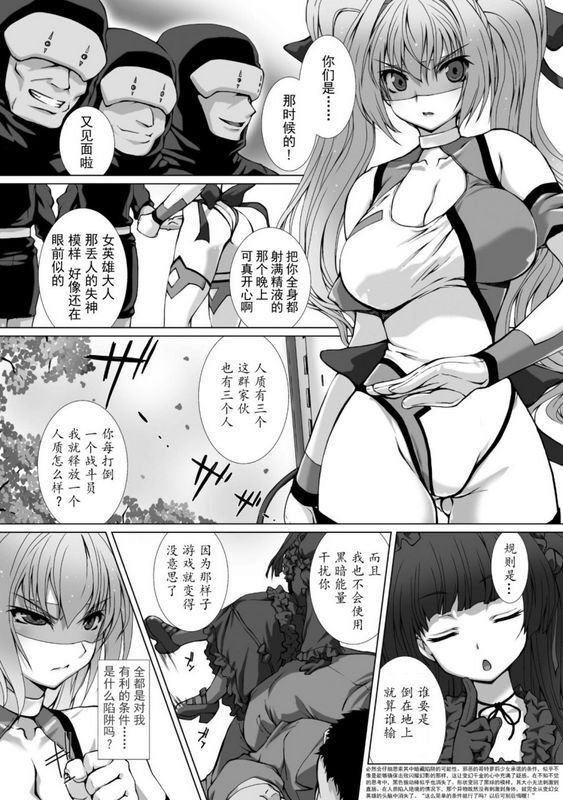 你们是……
那时候的！
又见面啦
把你全身都
射满精液的
那个晚上
可真开心啊
女英雄大人
那丢人的失神
模样 好像还在
眼前似的
人质有三个
这群家伙
也有三个人
你每打倒
一个战斗员
我就释放一个
人质怎么样？
规则是…
谁要是
倒在地上
就算谁输
而且
我也不会使用
黑暗能量
干扰你
因为那样子
游戏就变得
没意思了
全都是对我
有利的条件……
是什么陷阱吗？